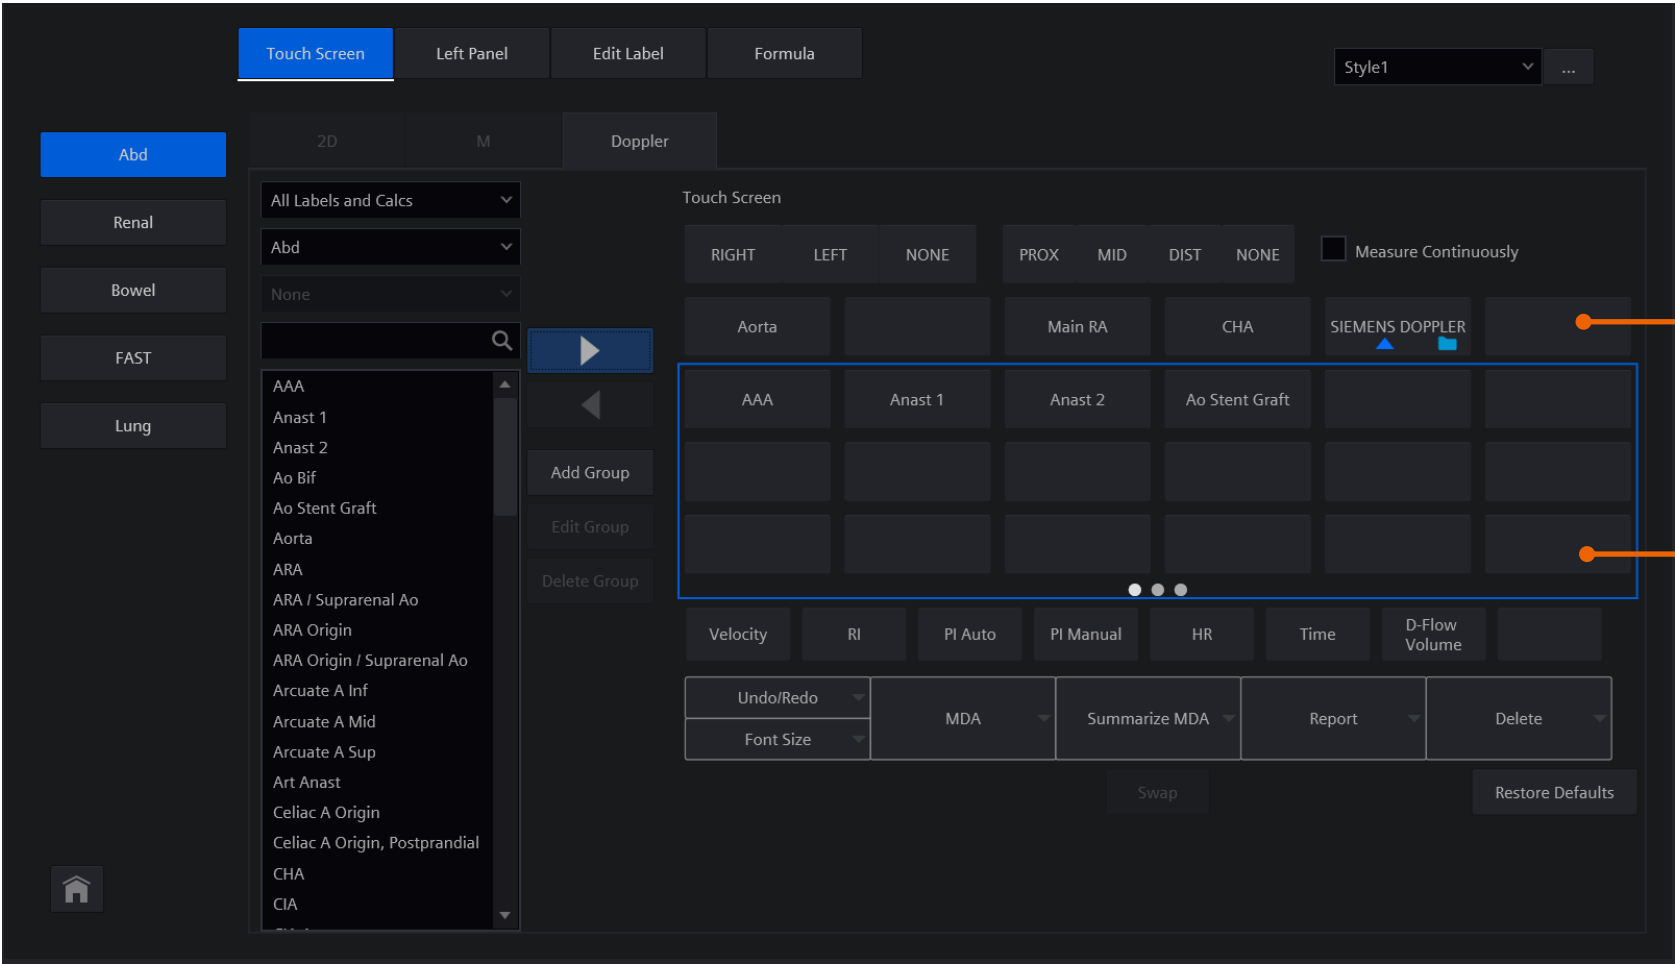 Touch Screen
Left Panel
Edit Label
Formula
Style1
...
Abd
Renal
Bowel
FAST
Lung
2D
M
Doppler
All Labels and Calcs
Abd
None
AAA
Anast 1
Anast 2
Ao Bif
Ao Stent Graft
Aorta
ARA
ARA / Suprarenal Ao
ARA Origin
ARA Origin / Suprarenal Ao
Arcuate A Inf
Arcuate A Mid
Arcuate A Sup
Art Anast
Celiac A Origin
Celiac A Origin, Postprandial
CHA
CIA
Add Group
Edit Group
Delete Group
Touch Screen
RIGHT
LEFT
NONE
PROX
MID
DIST
NONE
Measure Continuously
Aorta
Main RA
CHA
SIEMENS DOPPLER
AAA
Anast 1
Anast 2
Ao Stent Graft
Velocity
RI
PI Auto
PI Manual
HR
Time
D-Flow
Volume
Undo/Redo
Font Size
MDA
Summarize MDA
Report
Delete
Swap
Restore Defaults